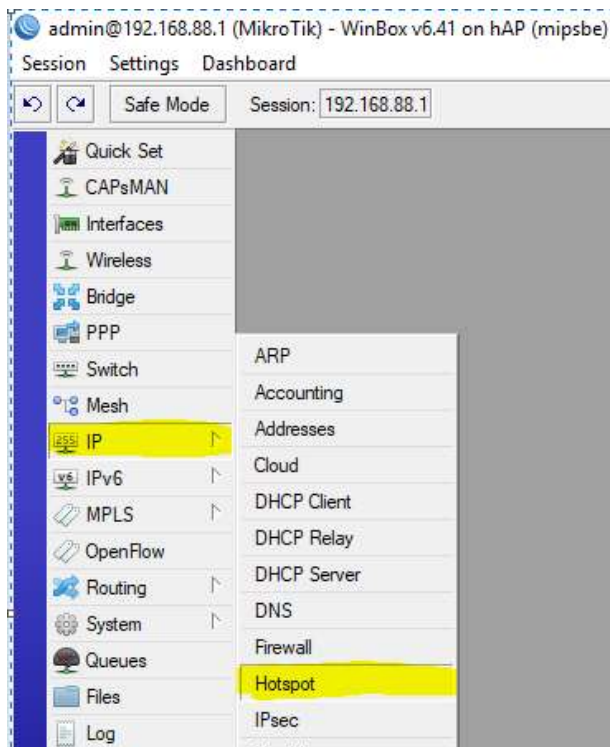 admin@192.168.88.1 (MikroTik) - WinBox v6.41 on hAP (mipsbe)
Session Settings Dashboard
Safe Mode Session: 192.168.88.1
Quick Set
CAPsMAN
Interfaces
Wireless
Bridge
PPP
Switch
Mesh
255 IP
v6 IPv6
MPLS
OpenFlow
Routing
System
Queues
Files
Log
ARP
Accounting
Addresses
Cloud
DHCP Client
DHCP Relay
DHCP Server
DNS
Firewall
Hotspot
IPsec